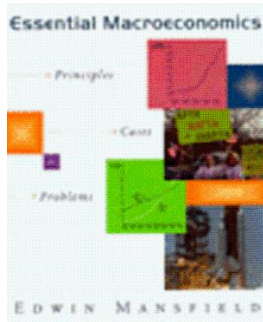 Essential Macroeconomics
Principles
Cases
Problems
EDWIN MANSFIELD